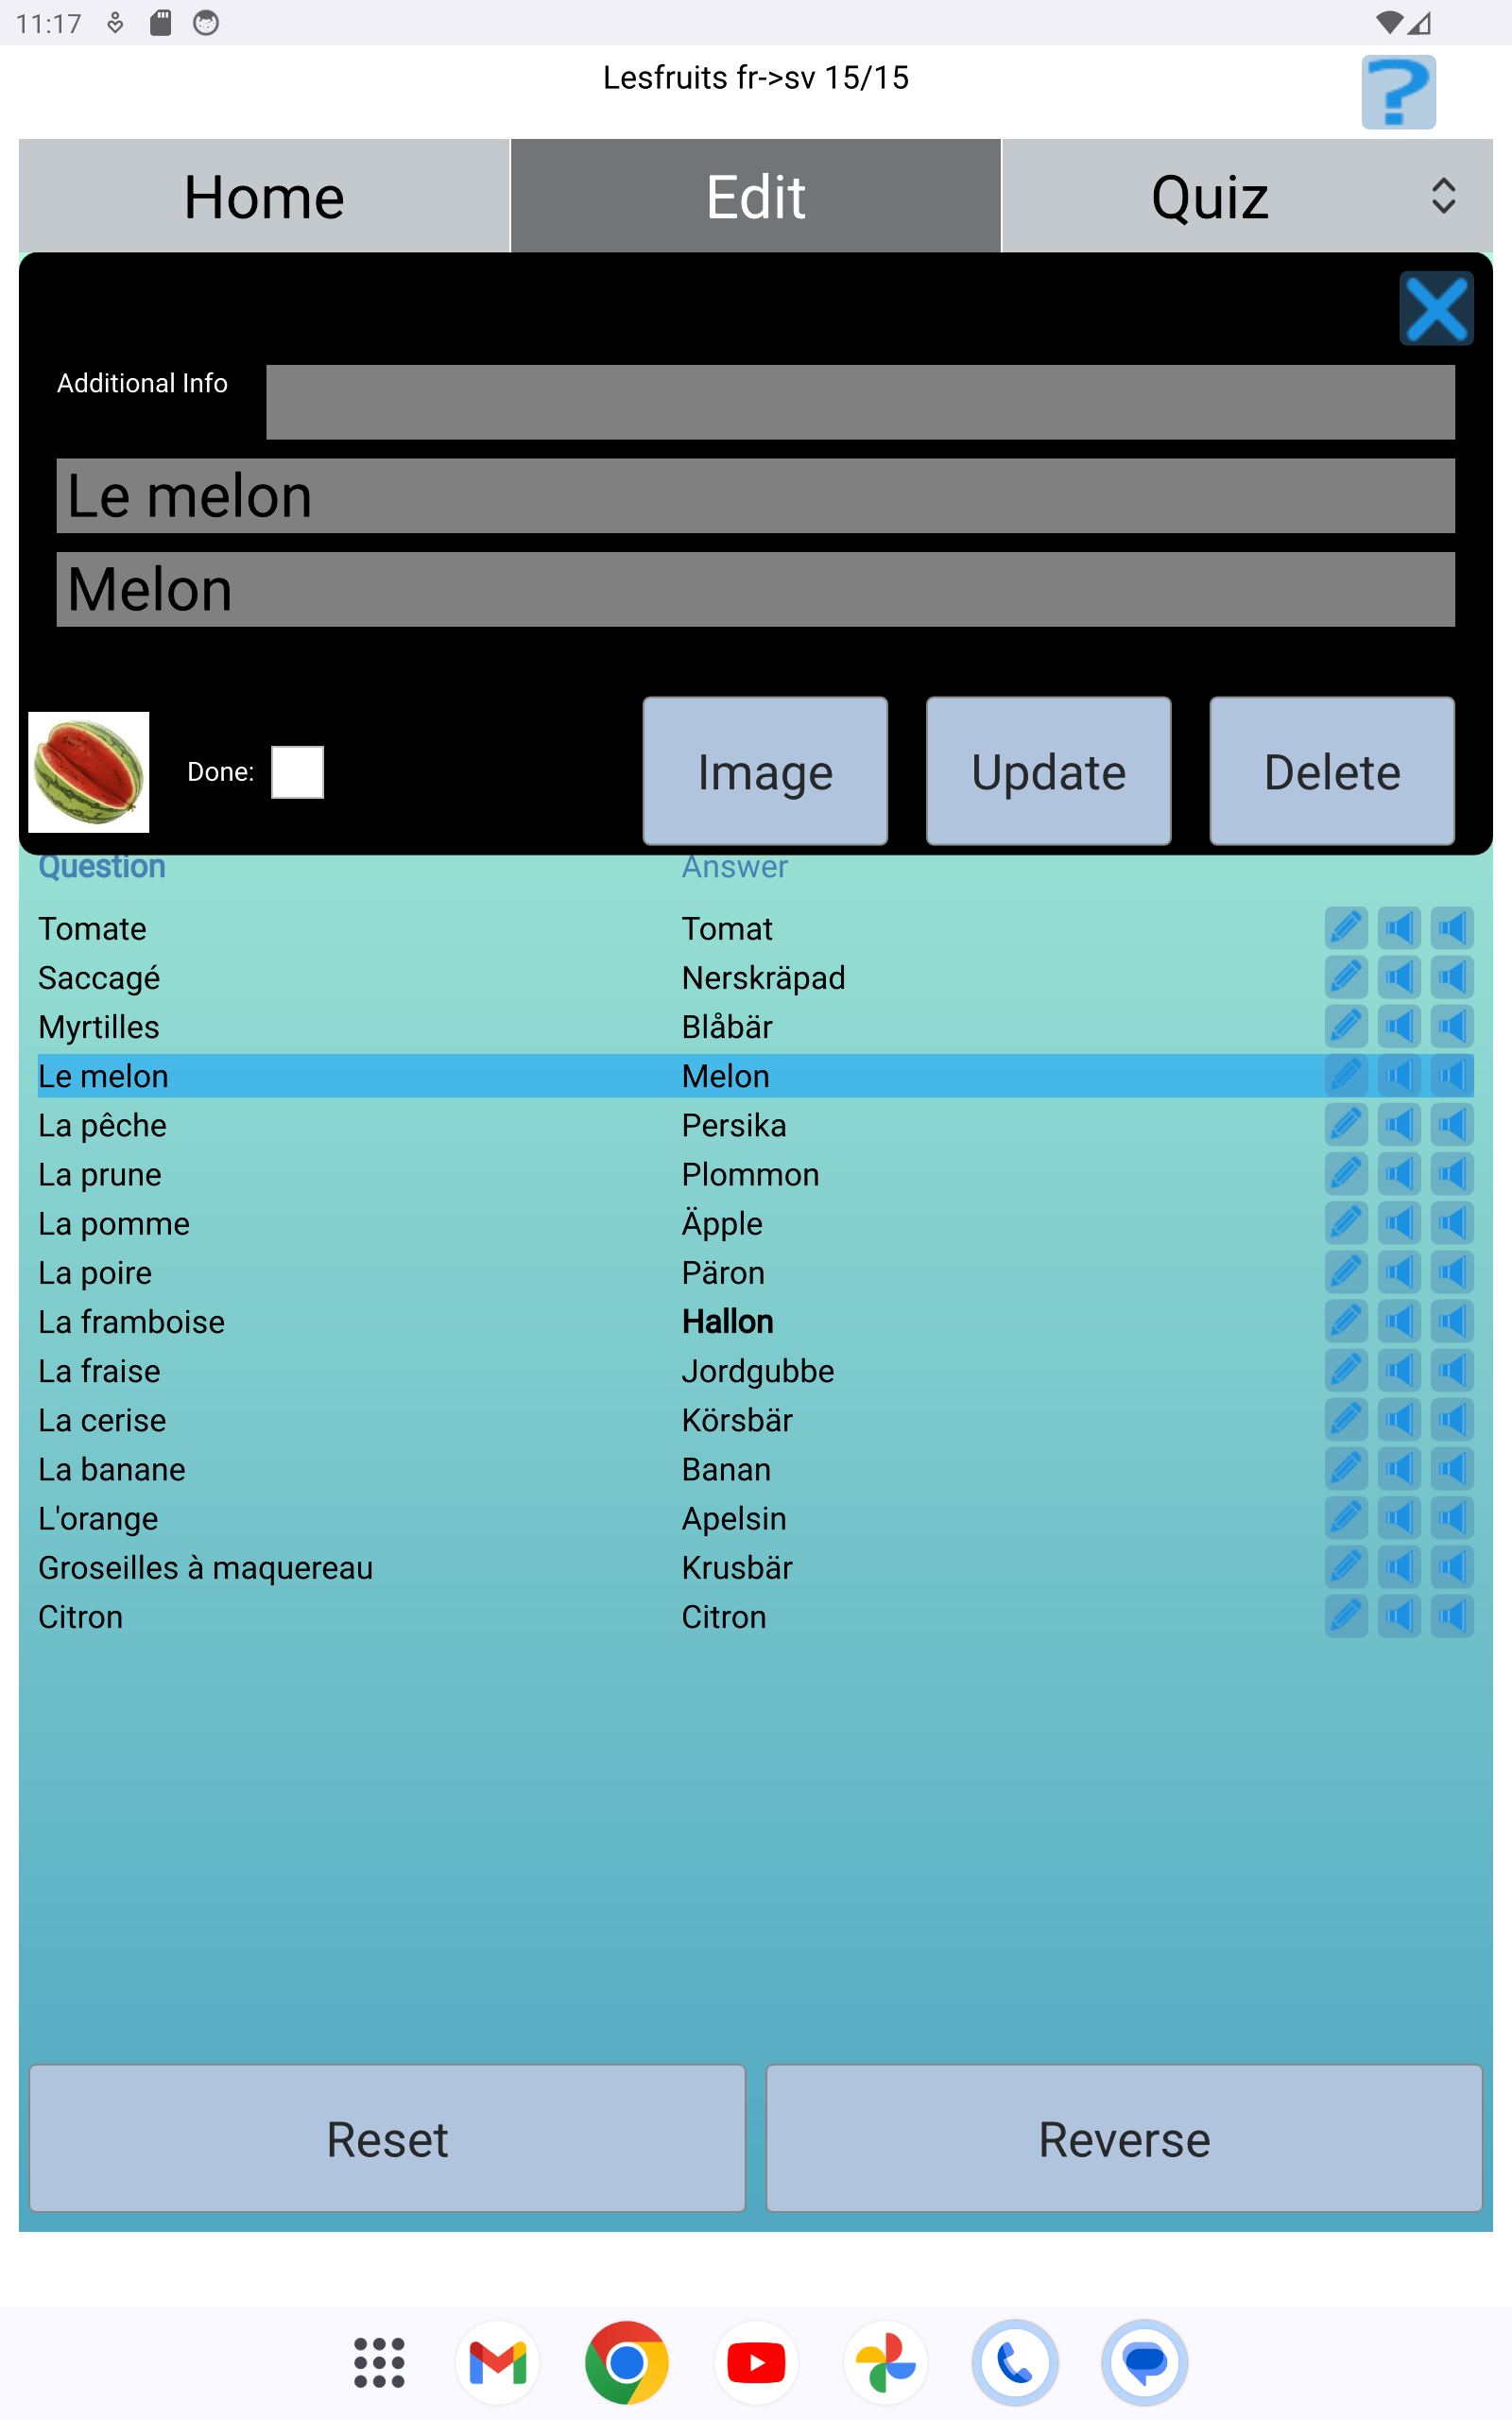 11:17
Lesfruits fr->sv 15/15
Home Edit Quiz
Additional Info
Le melon
Melon
Done: Image Update Delete
Question Answer
Tomate Tomat
Saccagé Nerskräpad
Myrtilles Blåbär
Le melon Melon
La pêche Persika
La prune Plommon
La pomme Äpple
La poire Päron
La framboise Hallon
La fraise Jordgubbe
La cerise Körsbär
La banane Banan
L'orange Apelsin
Groseilles à maquereau Krusbär
Citron Citron
Reset Reverse